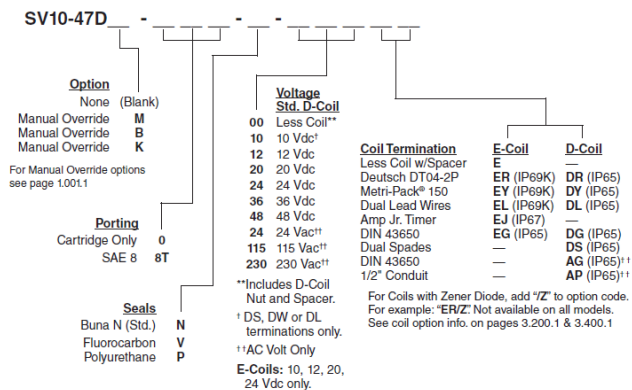 SV10-47D__ - __ __ __ - __ - __ __ __ __ __
Option
None (Blank)
Manual Override M
Manual Override B
Manual Override K
For Manual Override options
see page 1.001.1
Porting
Cartridge Only 0
SAE 8 8T
Seals
Buna N (Std.) N
Fluorocarbon V
Polyurethane P
Voltage
Std. D-Coil
00 Less Coil**
10 10 Vdc†
12 12 Vdc
20 20 Vdc
24 24 Vdc
36 36 Vdc
48 48 Vdc
24 24 Vac††
115 115 Vac††
230 230 Vac††
**Includes D-Coil
Nut and Spacer.
† DS, DW or DL
terminations only.
††AC Volt Only
E-Coils: 10, 12, 20,
24 Vdc only.
Coil Termination E-Coil D-Coil
Less Coil w/Spacer E —
Deutsch DT04-2P ER (IP69K) DR (IP65)
Metri-Pack® 150 EY (IP69K) DY (IP65)
Dual Lead Wires EL (IP69K) DL (IP65)
Amp Jr. Timer EJ (IP67) —
DIN 43650 EG (IP65) DG (IP65)
Dual Spades — DS (IP65)
DIN 43650 — AG (IP65)††
1/2" Conduit — AP (IP65)††
For Coils with Zener Diode, add "/Z" to option code.
For example: "ER/Z". Not available on all models.
See coil option info. on pages 3.200.1 & 3.400.1